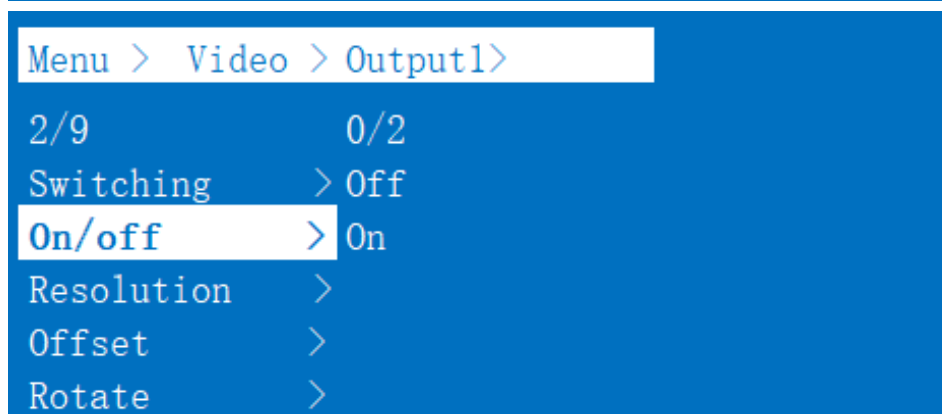 Menu > Video > Output1>
2/9 0/2
Switching > Off
On/off > On
Resolution >
Offset >
Rotate >